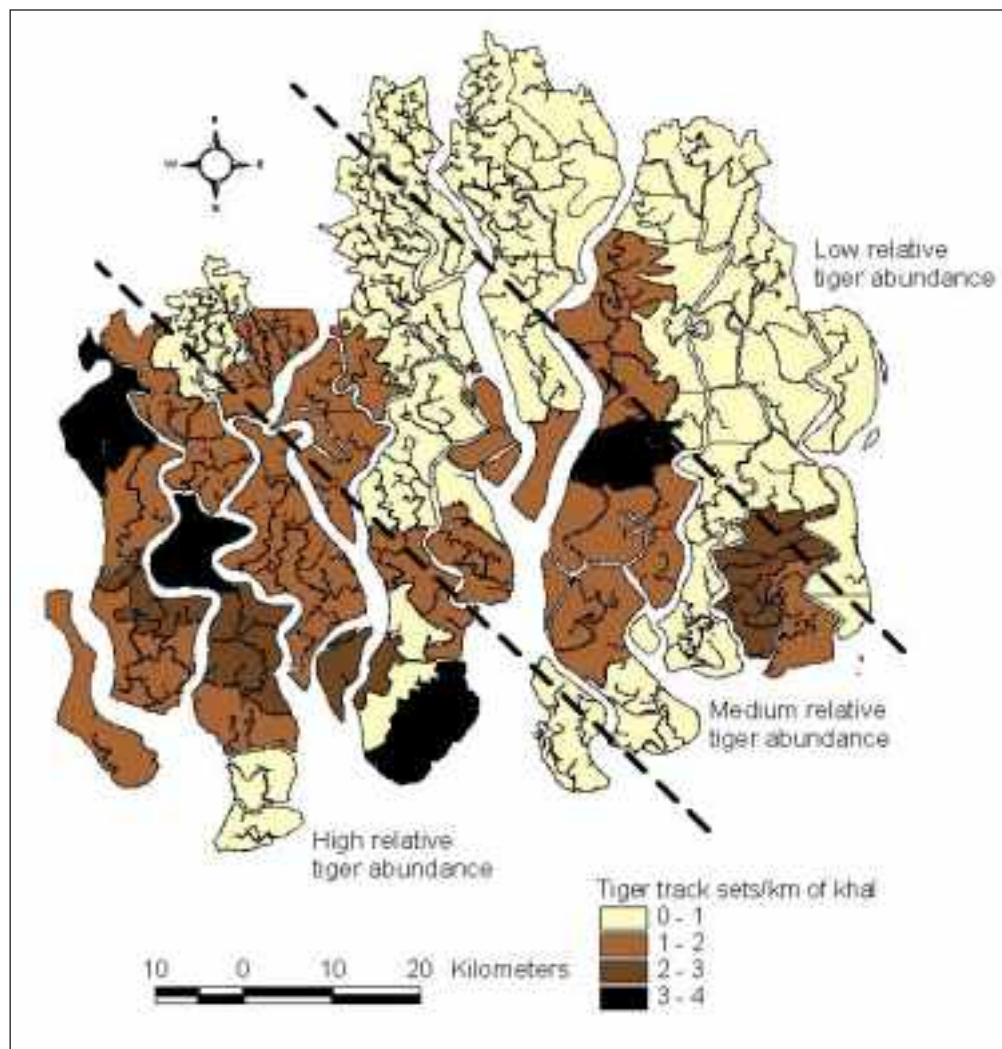 W
Low relative
tiger abundance
Medium relative
tiger abundance
High relative
tiger abundance
Tiger track sets/km of khal
0 - 1
1 - 2
2 - 3
3 - 4
10 0 10 20 Kilometers